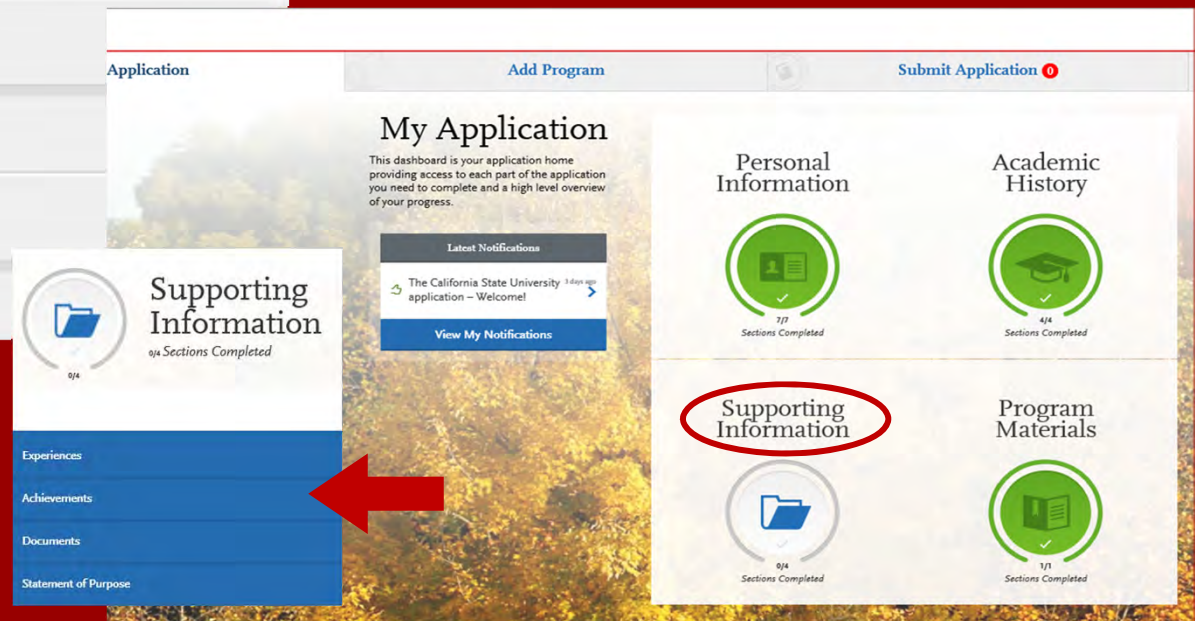 Application
Add Program
Submit Application 0
My Application
This dashboard is your application home
providing access to each part of the application
you need to complete and a high level overview
of your progress.
Latest Notifications
The California State University 3 days ago
application – Welcome!
View My Notifications
Personal
Information
7/7
Sections Completed
Academic
History
4/4
Sections Completed
Supporting
Information
0/4 Sections Completed
0/4
Experiences
Achievements
Documents
Statement of Purpose
Supporting
Information
0/4
Sections Completed
Program
Materials
1/1
Sections Completed